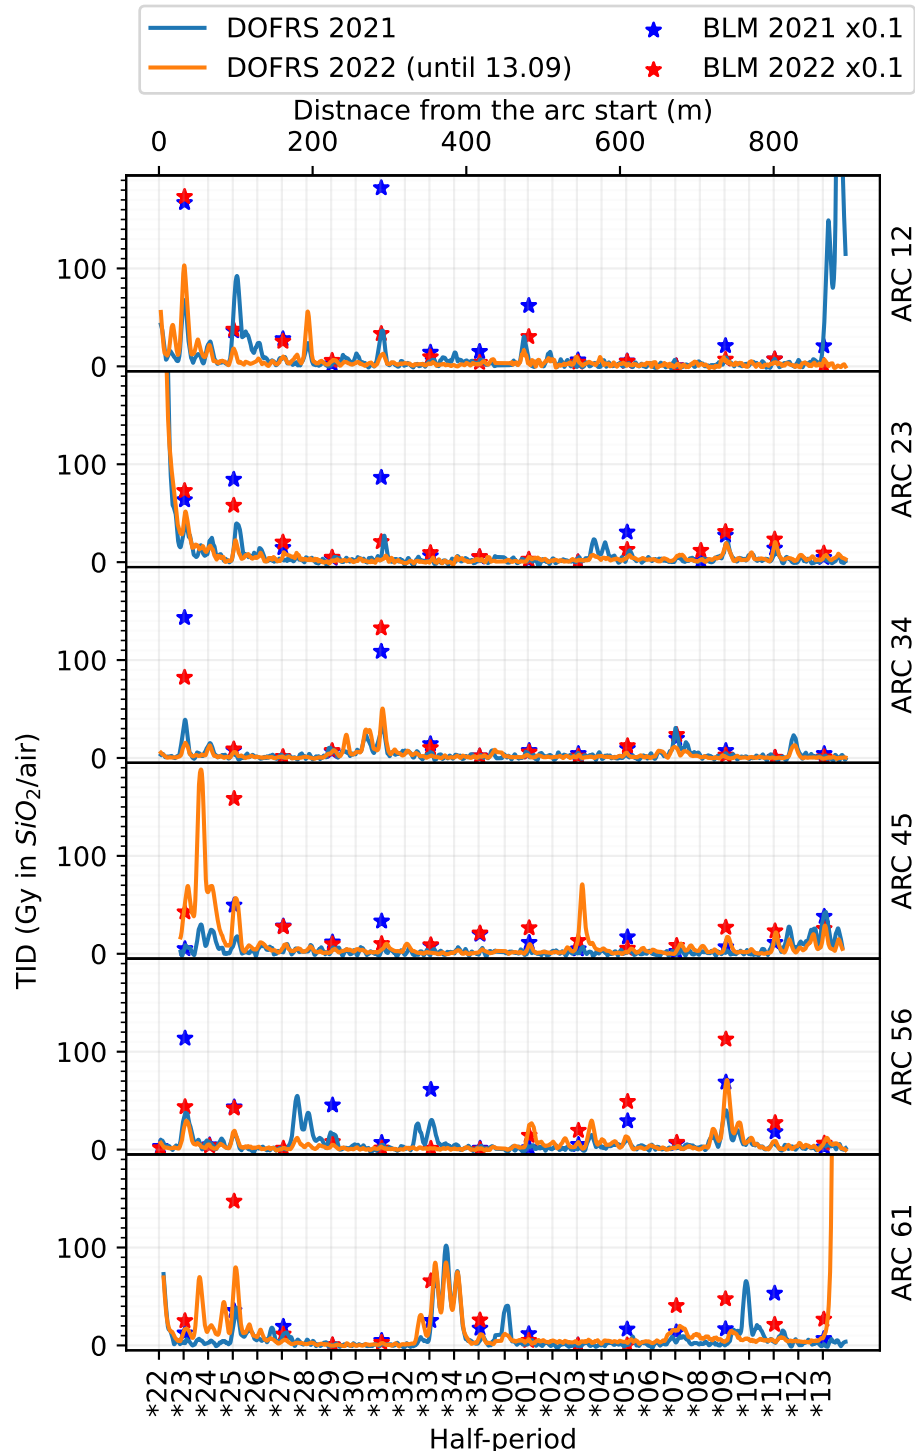 DOFRS 2021
BLM 2021 x0.1
DOFRS 2022 (until 13.09)
BLM 2022 x0.1
Distnace from the arc start (m)
0 200 400 600 800
100
0
ARC 12
100
0
ARC 23
100
0
ARC 34
100
0
ARC 45
100
0
ARC 56
100
0
ARC 61
TID (Gy in SiO₂/air)
*22 *23 *24 *25 *26 *27 *28 *29 *30 *31 *32 *33 *34 *35 *00 *01 *02 *03 *04 *05 *06 *07 *08 *09 *10 *11 *12 *13
Half-period